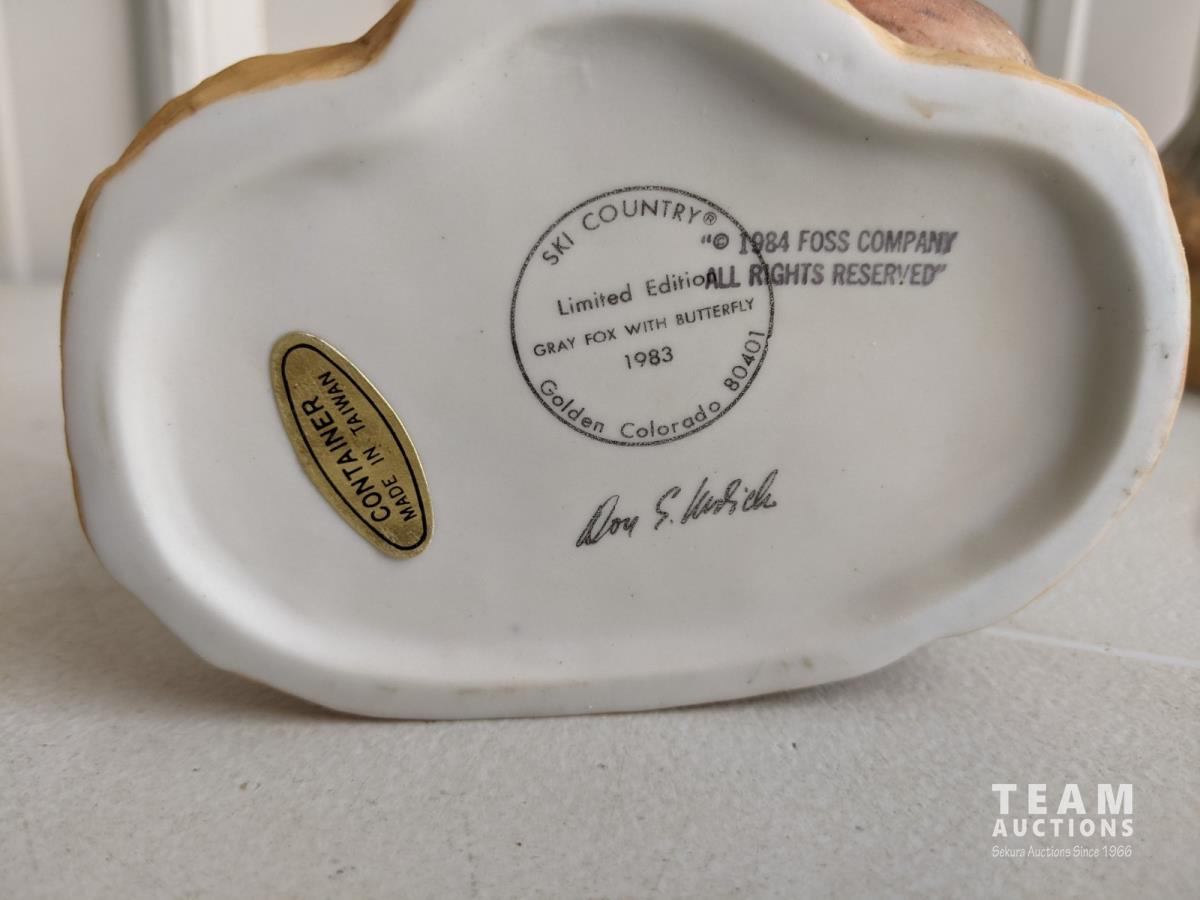 SKI COUNTRY®
Limited Edition
GRAY FOX WITH BUTTERFLY
1983
Golden Colorado 80401
"© 1984 FOSS COMPANY
ALL RIGHTS RESERVED"
CONTAINER
MADE IN TAIWAN
TEAM
AUCTIONS
Sekura Auctions Since 1966